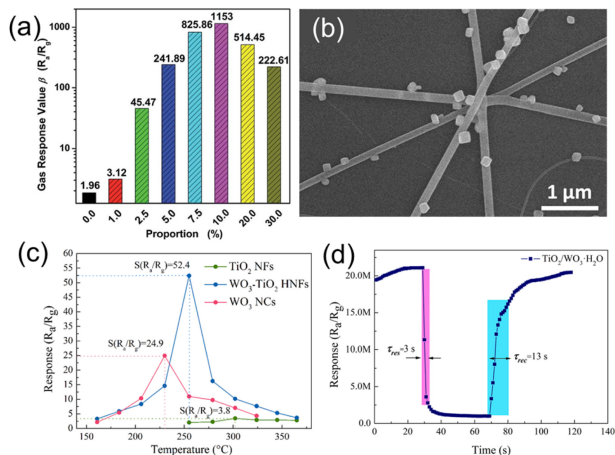 (a)
Gas Response Value β (Ra/Rg)
1000
100
10
1.96
3.12
45.47
241.89
825.86
1153
514.45
222.61
0.0
1.0
2.5
5.0
7.5
10.0
20.0
30.0
Proportion (%)
(b)
1 μm
(c)
Response (Ra/Rg)
60
55
50
45
40
35
30
25
20
15
10
5
0
S(Ra/Rg)=52.4
S(Ra/Rg)=24.9
S(Ra/Rg)=3.8
TiO2 NFs
WO3-TiO2 HNFs
WO3 NCs
150
200
250
300
350
Temperature (°C)
(d)
Response (Ra/Rg)
20.0M
15.0M
10.0M
5.0M
0.0
TiO2/WO3·H2O
τres=3 s
τrec=13 s
0
20
40
60
80
100
120
140
Time (s)